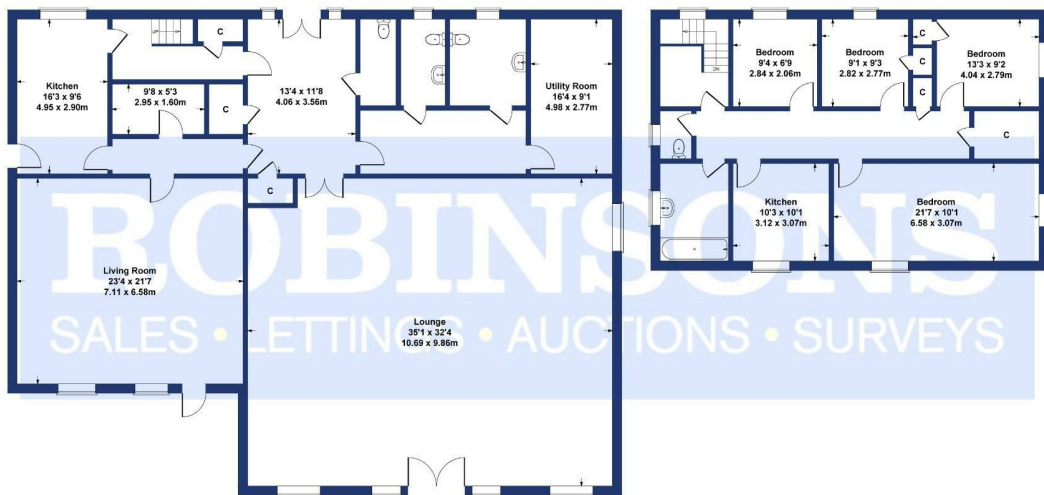 C
Kitchen
16'3 x 9'6
4.95 x 2.90m
9'8 x 5'3
2.95 x 1.60m
C
13'4 x 11'8
4.06 x 3.56m
Utility Room
16'4 x 9'1
4.98 x 2.77m
C
Living Room
23'4 x 21'7
7.11 x 6.58m
Lounge
35'1 x 32'4
10.69 x 9.86m
DN
Bedroom
9'4 x 6'9
2.84 x 2.06m
Bedroom
9'1 x 9'3
2.82 x 2.77m
C
C
C
Bedroom
13'3 x 9'2
4.04 x 2.79m
C
Kitchen
10'3 x 10'1
3.12 x 3.07m
Bedroom
21'7 x 10'1
6.58 x 3.07m
ROBINSONS
SALES • LETTINGS • AUCTIONS • SURVEYS